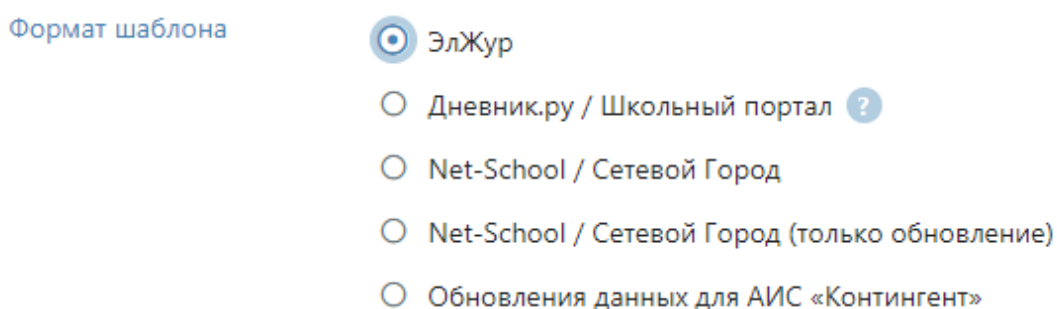 Формат шаблона
ЭлЖур
Дневник.ру / Школьный портал ?
Net-School / Сетевой Город
Net-School / Сетевой Город (только обновление)
Обновления данных для АИС «Контингент»